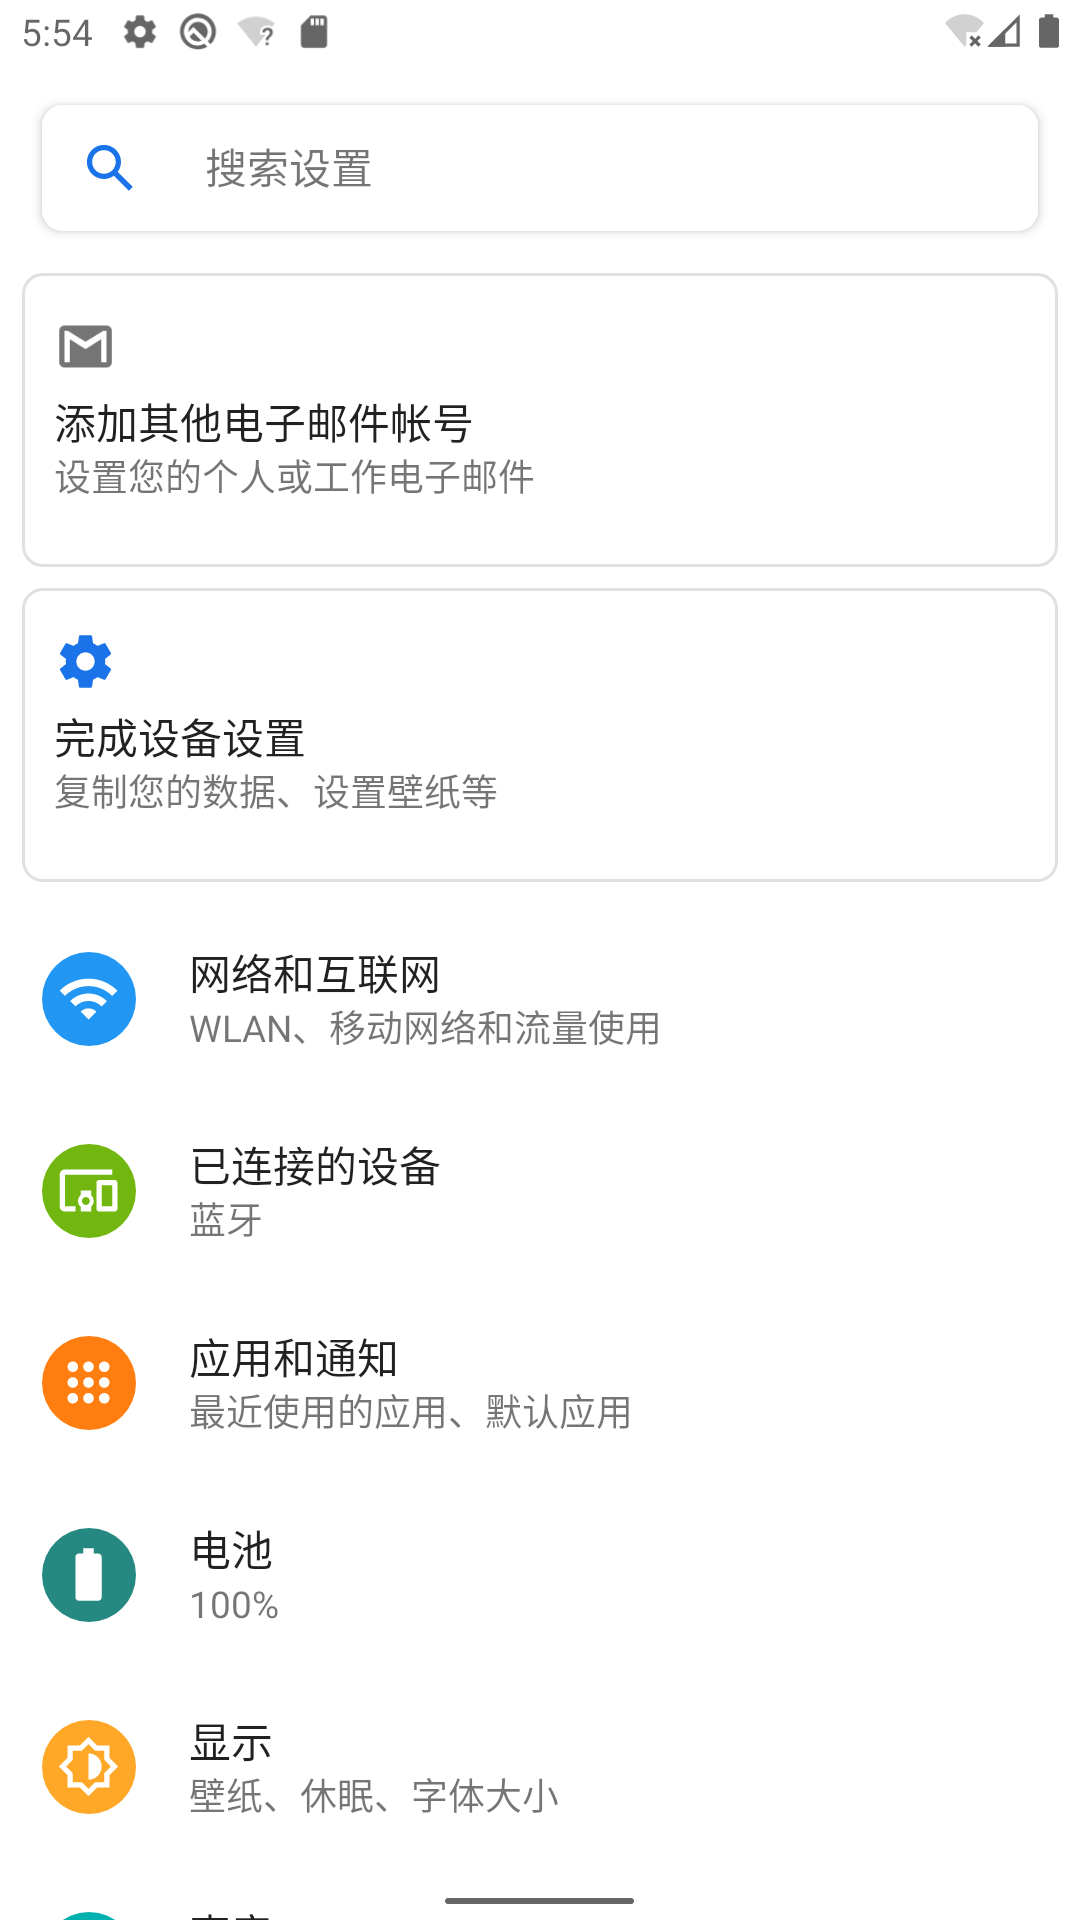 5:54
搜索设置
添加其他电子邮件帐号
设置您的个人或工作电子邮件
完成设备设置
复制您的数据、设置壁纸等
网络和互联网
WLAN、移动网络和流量使用
已连接的设备
蓝牙
应用和通知
最近使用的应用、默认应用
电池
100%
显示
壁纸、休眠、字体大小